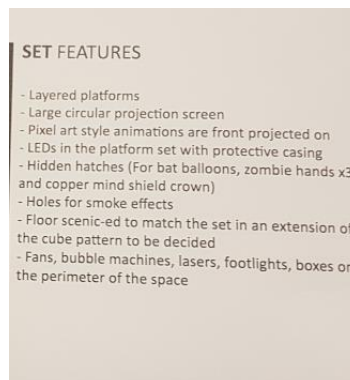 SET FEATURES
- Layered platforms
- Large circular projection screen
- Pixel art style animations are front projected on
- LEDs in the platform set with protective casing
- Hidden hatches (For bat balloons, zombie hands x3
and copper mind shield crown)
- Holes for smoke effects
- Floor scenic-ed to match the set in an extension of
the cube pattern to be decided
- Fans, bubble machines, lasers, footlights, boxes on
the perimeter of the space